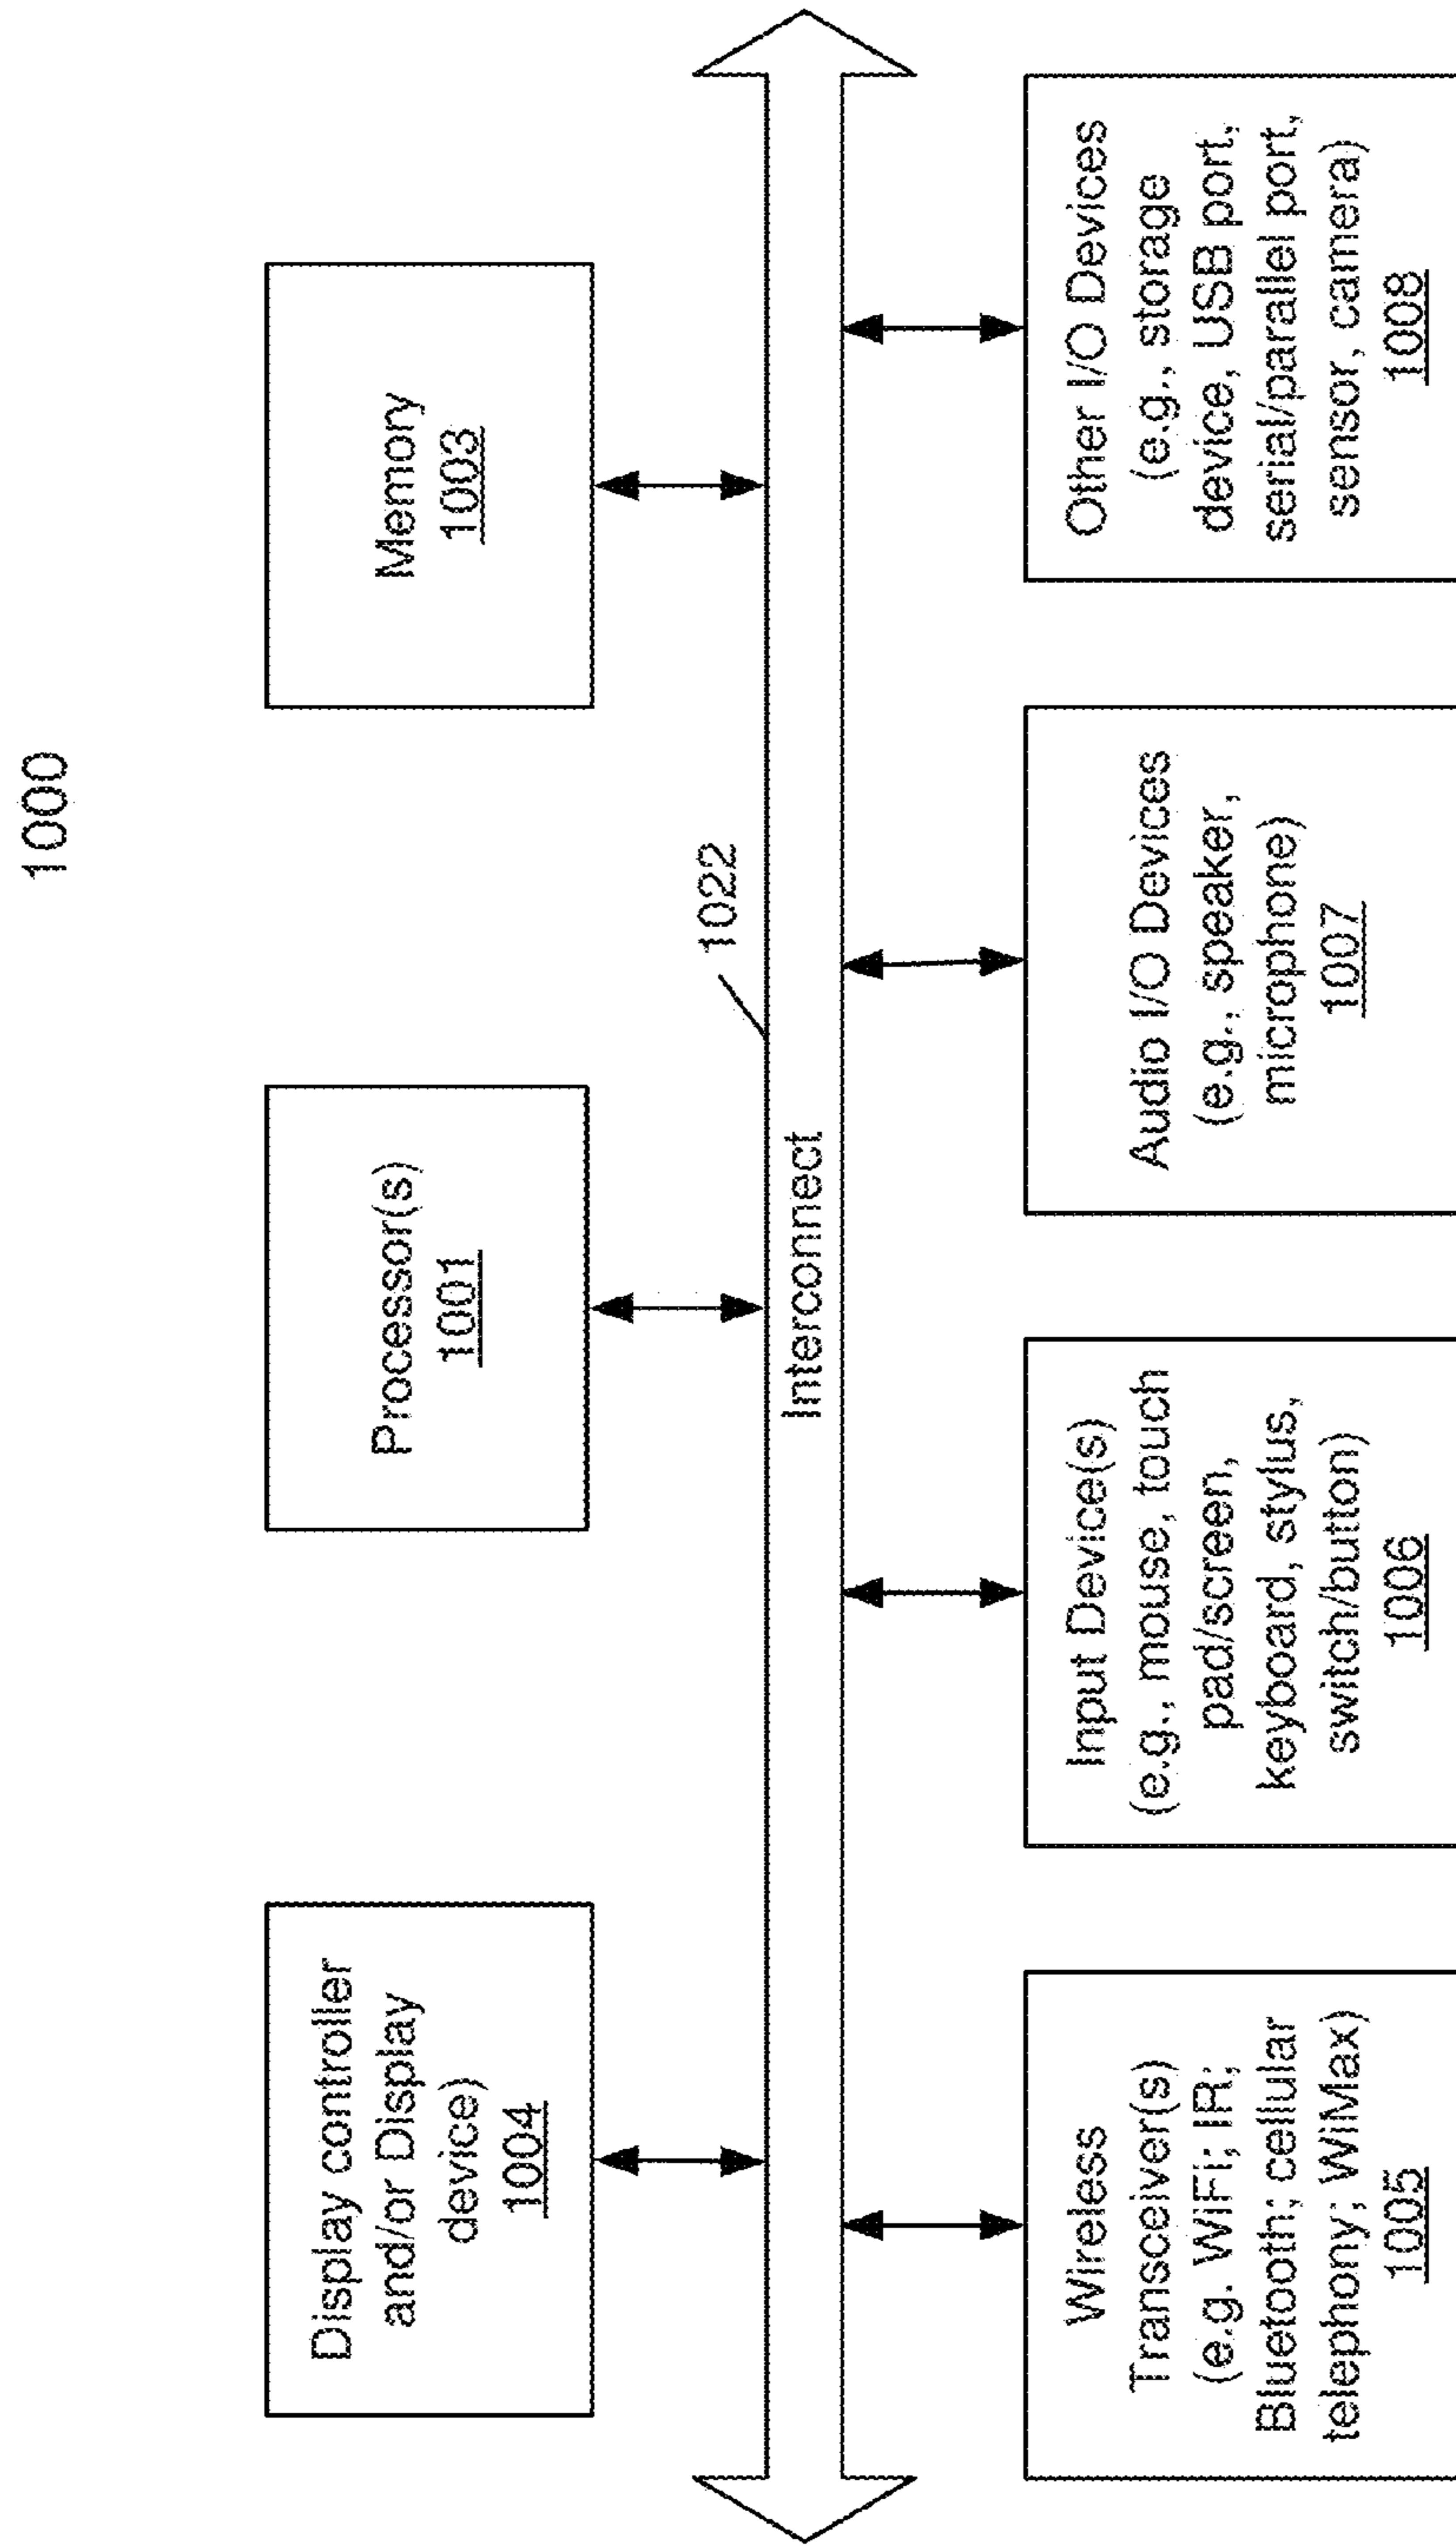 1000
Display controller
and/or Display
device)
1004
Processor(s)
1001
Memory
1003
1022
Interconnect
Wireless
Transceiver(s)
(e.g. WiFi; IR;
Bluetooth; cellular
telephony; WiMax)
1005
Input Device(s)
(e.g., mouse, touch
pad/screen,
keyboard, stylus,
switch/button)
1006
Audio I/O Devices
(e.g., speaker,
microphone)
1007
Other I/O Devices
(e.g., storage
device, USB port,
serial/parallel port,
sensor, camera)
1008